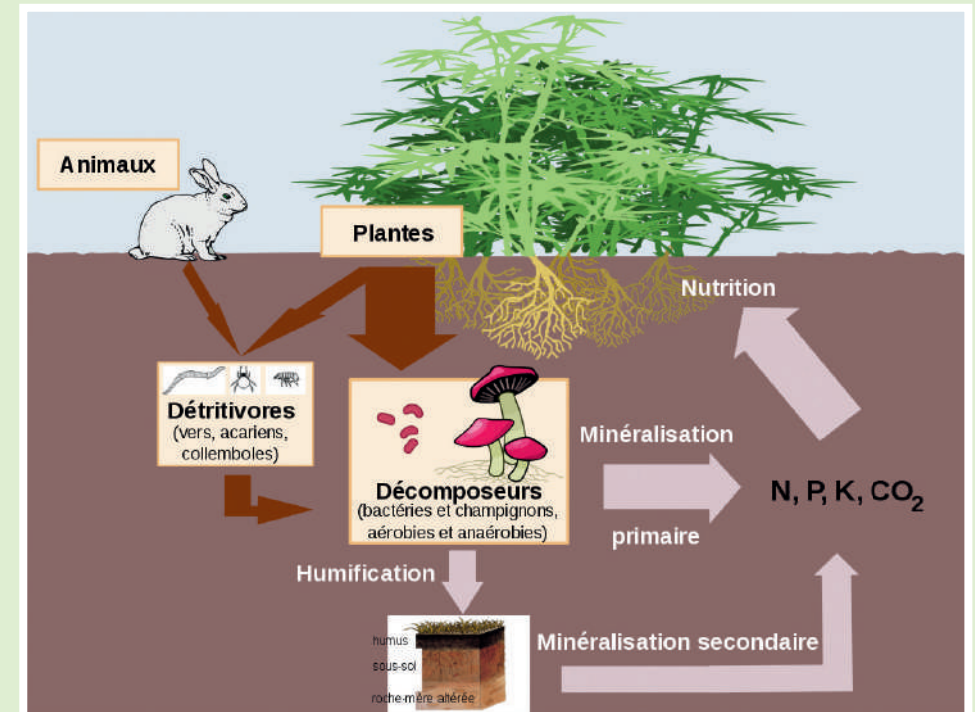 Animaux
Plantes
Nutrition
Détritivores
(vers, acariens,
collemboles)
Décomposeurs
(bactéries et champignons,
aérobies et anaérobies)
Minéralisation
primaire
N, P, K, CO₂
Humification
humus
sous-sol
roche-mère altérée
Minéralisation secondaire